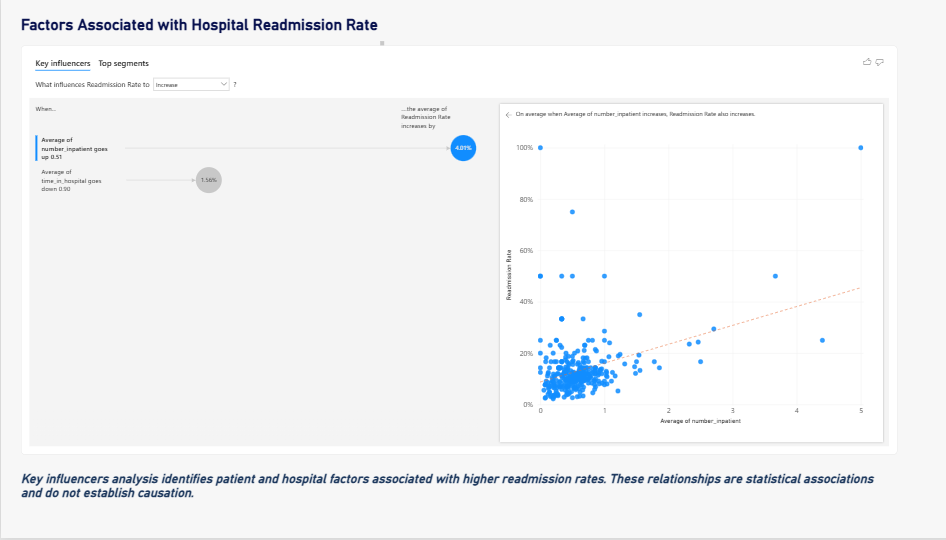 Factors Associated with Hospital Readmission Rate
Key influencers Top segments
What influences Readmission Rate to Increase ?
When...
...the average of
Readmission Rate
increases by
Average of
number_inpatient goes
up 0.51
4.01%
Average of
time_in_hospital goes
down 0.90
1.56%
On average when Average of number_inpatient increases, Readmission Rate also increases.
100%
80%
60%
40%
20%
0%
Readmission Rate
0 1 2 3 4 5
Average of number_inpatient
Key influencers analysis identifies patient and hospital factors associated with higher readmission rates. These relationships are statistical associations
and do not establish causation.